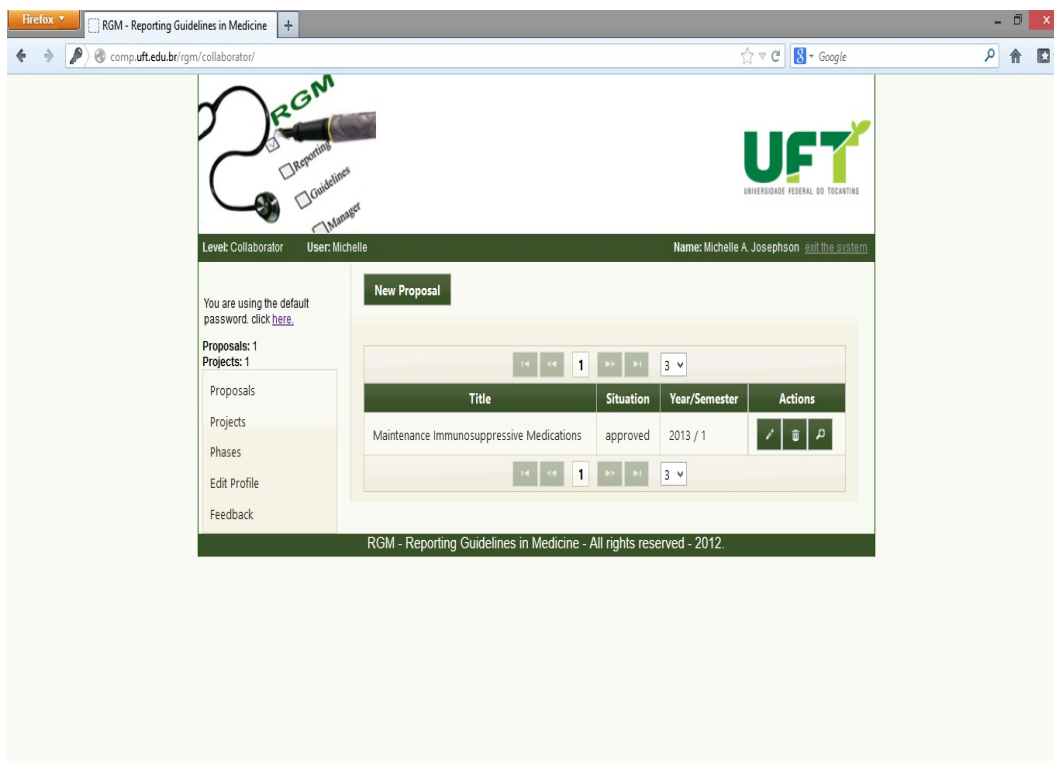 Firefox
RGM - Reporting Guidelines in Medicine
+
comp.uft.edu.br/rgm/collaborator/
Google
RGM
Reporting
Guidelines
Manager
UFT
UNIVERSIDADE FEDERAL DO TOCANTINS
Level: Collaborator User: Michelle Name: Michelle A. Josephson exit the system
You are using the default
password. click here.
Proposals: 1
Projects: 1
Proposals
Projects
Phases
Edit Profile
Feedback
New Proposal
1 3
Title Situation Year/Semester Actions
Maintenance Immunosuppressive Medications approved 2013 / 1
1 3
RGM - Reporting Guidelines in Medicine - All rights reserved - 2012.